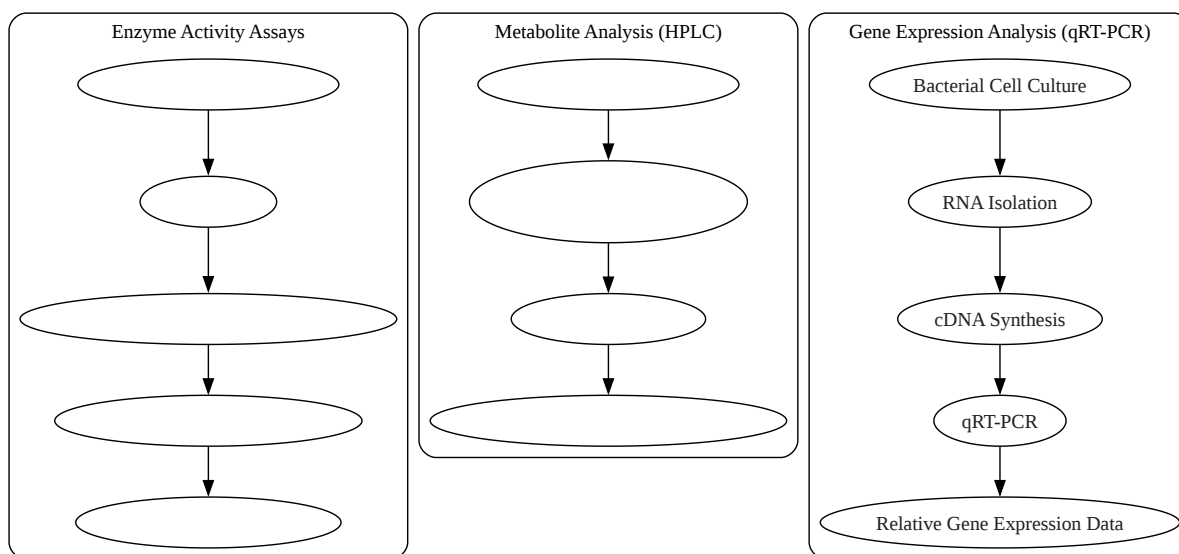 Enzyme Activity Assays
Metabolite Analysis (HPLC)
Gene Expression Analysis (qRT-PCR)
Bacterial Cell Culture
RNA Isolation
cDNA Synthesis
qRT-PCR
Relative Gene Expression Data